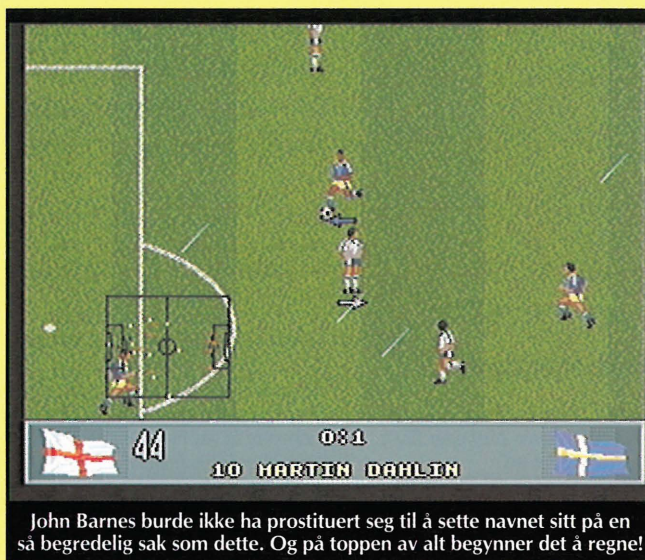 44
0:1
10 MARTIN DAHLIN
John Barnes burde ikke ha prostituert seg til å sette navnet sitt på en
så begredelig sak som dette. Og på toppen av alt begynner det å regne!